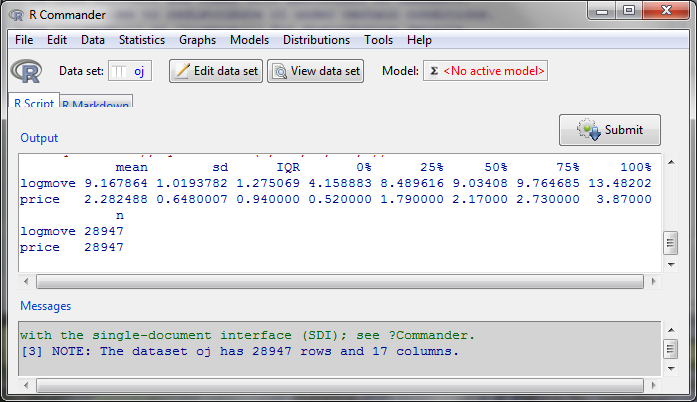 R Commander
File Edit Data Statistics Graphs Models Distributions Tools Help
R Data set: oj Edit data set View data set Model: Σ <No active model>
R Script R Markdown
Output
Submit
mean sd IQR 0% 25% 50% 75% 100%
logmove 9.167864 1.0193782 1.275069 4.158883 8.489616 9.03408 9.764685 13.48202
price 2.282488 0.6480007 0.940000 0.520000 1.790000 2.17000 2.730000 3.87000
n
logmove 28947
price 28947
Messages
with the single-document interface (SDI); see ?Commander.
[3] NOTE: The dataset oj has 28947 rows and 17 columns.